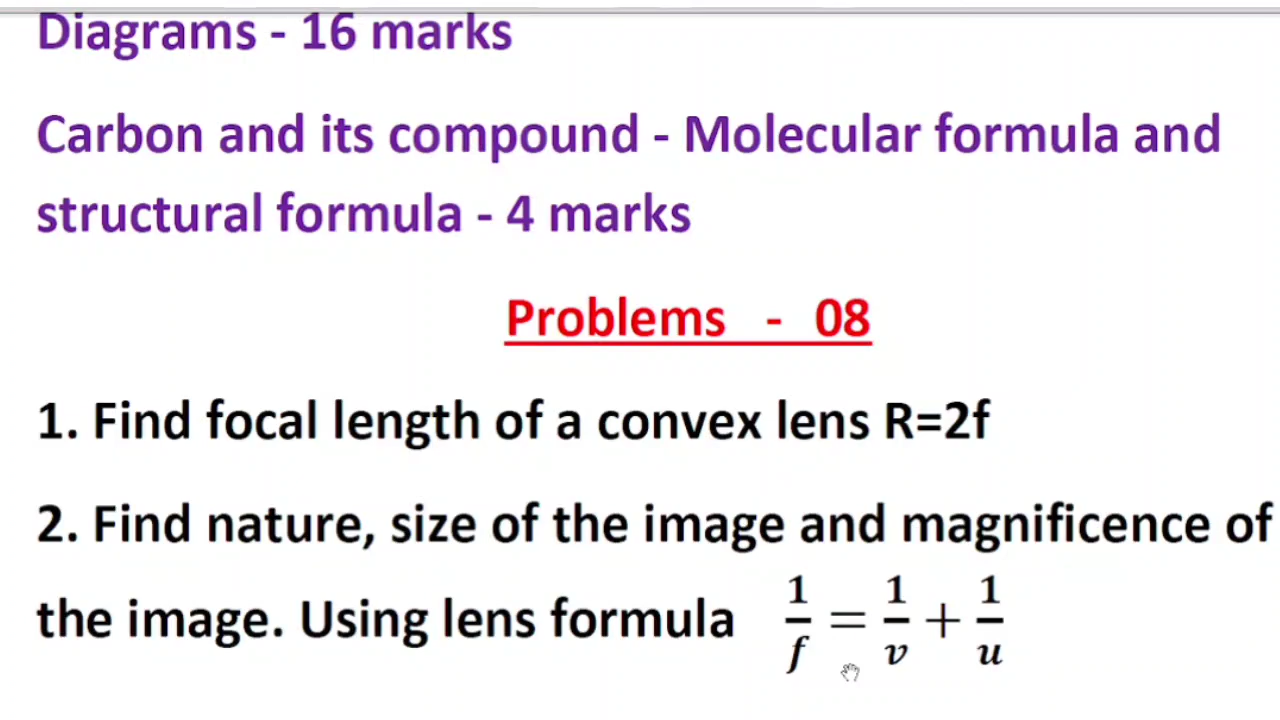 Diagrams - 16 marks
Carbon and its compound - Molecular formula and
structural formula - 4 marks
Problems - 08
1. Find focal length of a convex lens R=2f
2. Find nature, size of the image and magnificence of
the image. Using lens formula 1/f = 1/v + 1/u